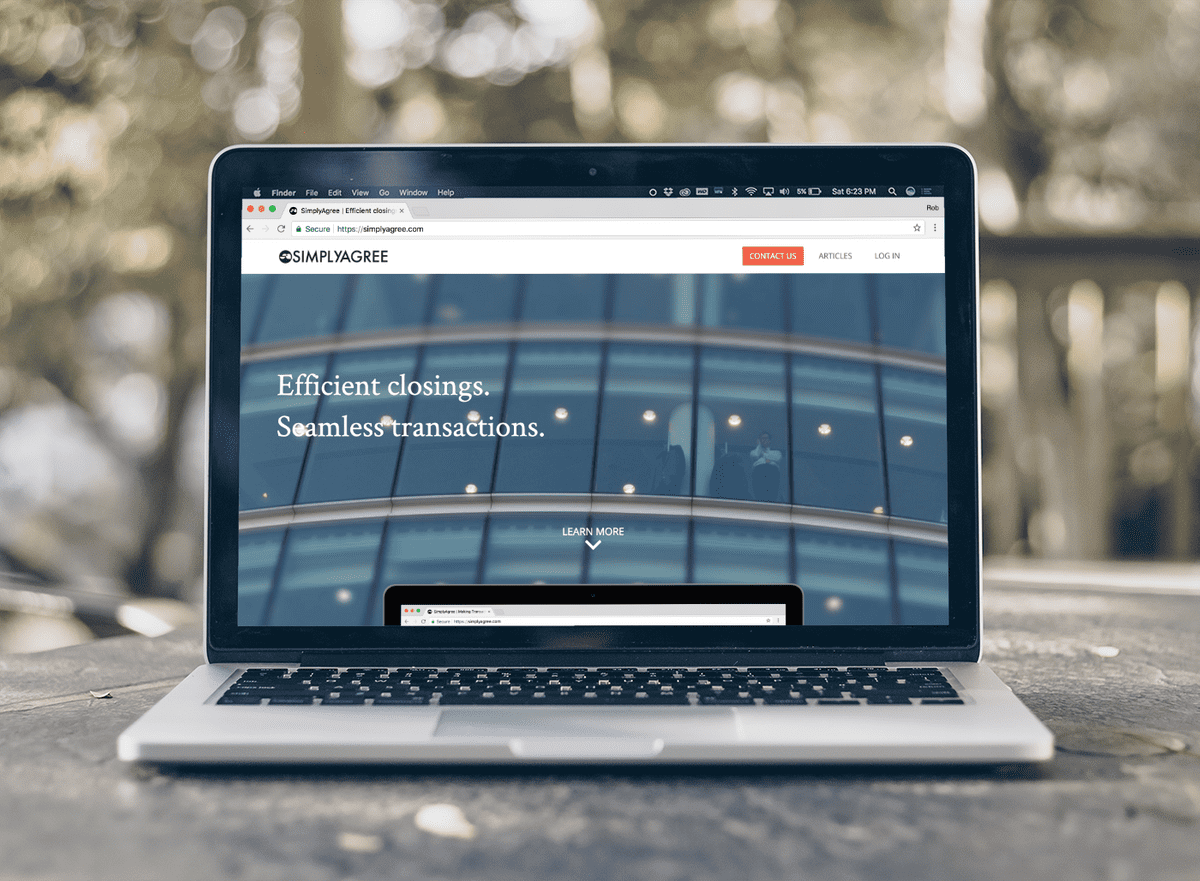 Finder File Edit View Go Window Help 5% Sat 6:23 PM
SimplyAgree | Efficient closing Rob
Secure https://simplyagree.com
SIMPLYAGREE CONTACT US ARTICLES LOG IN
Efficient closings.
Seamless transactions.
LEARN MORE
SimplyAgree | Making Transa
Secure https://simplyagree.com